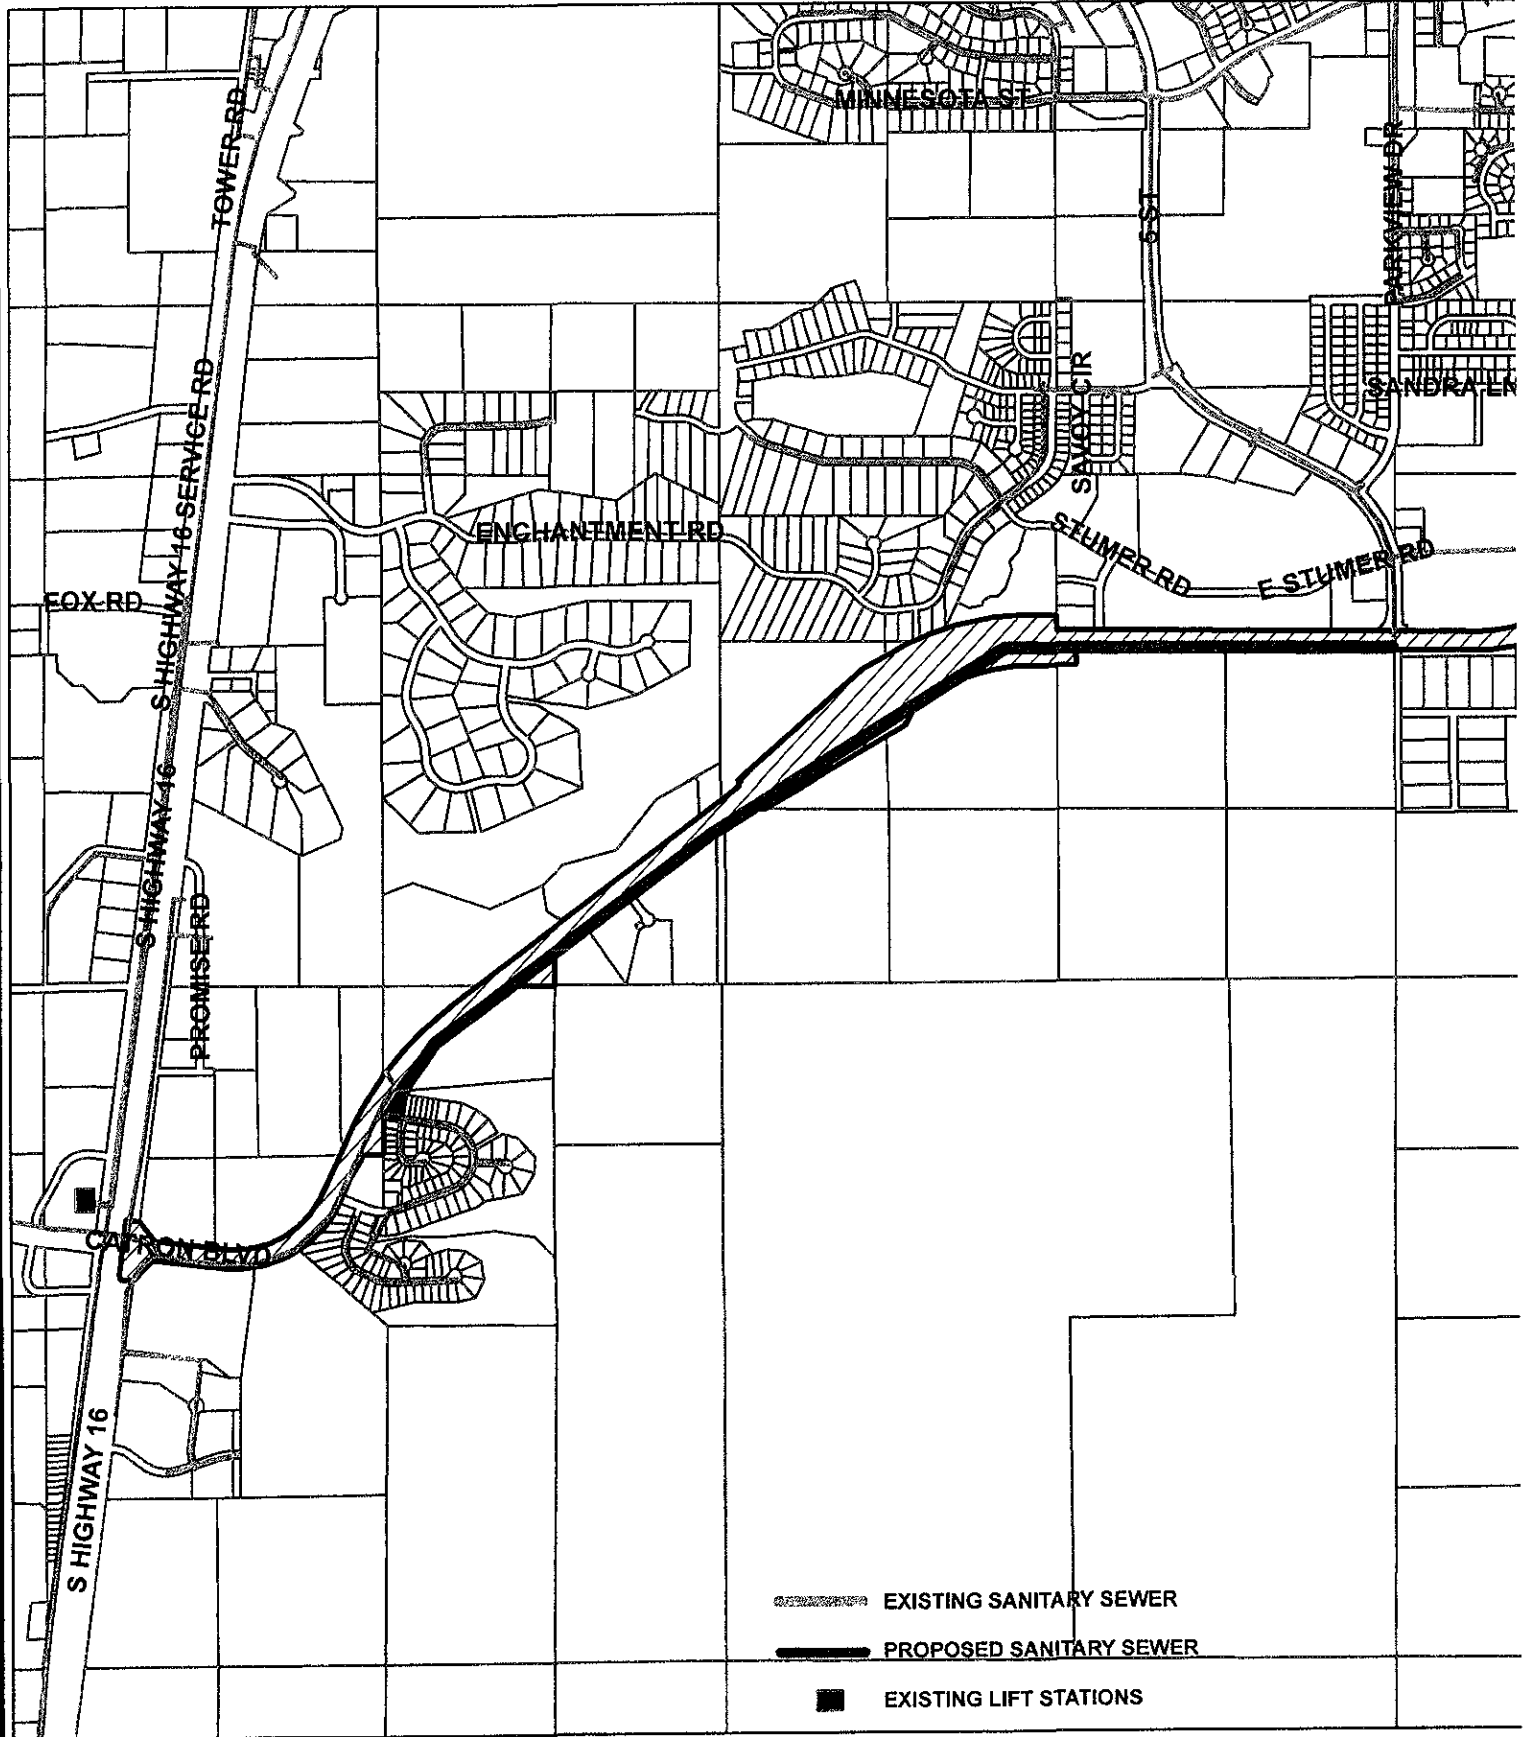 MINNESOTA ST
TOWER RD
PARKVIEW DR
5 ST
SANDRA LN
SAVOY CIR
S HIGHWAY 16 SERVICE RD
ENCHANTMENT RD
STUMER RD
E STUMER RD
FOX RD
S HIGHWAY 16
PROMISE RD
CATRON BLVD
S HIGHWAY 16
EXISTING SANITARY SEWER
PROPOSED SANITARY SEWER
EXISTING LIFT STATIONS